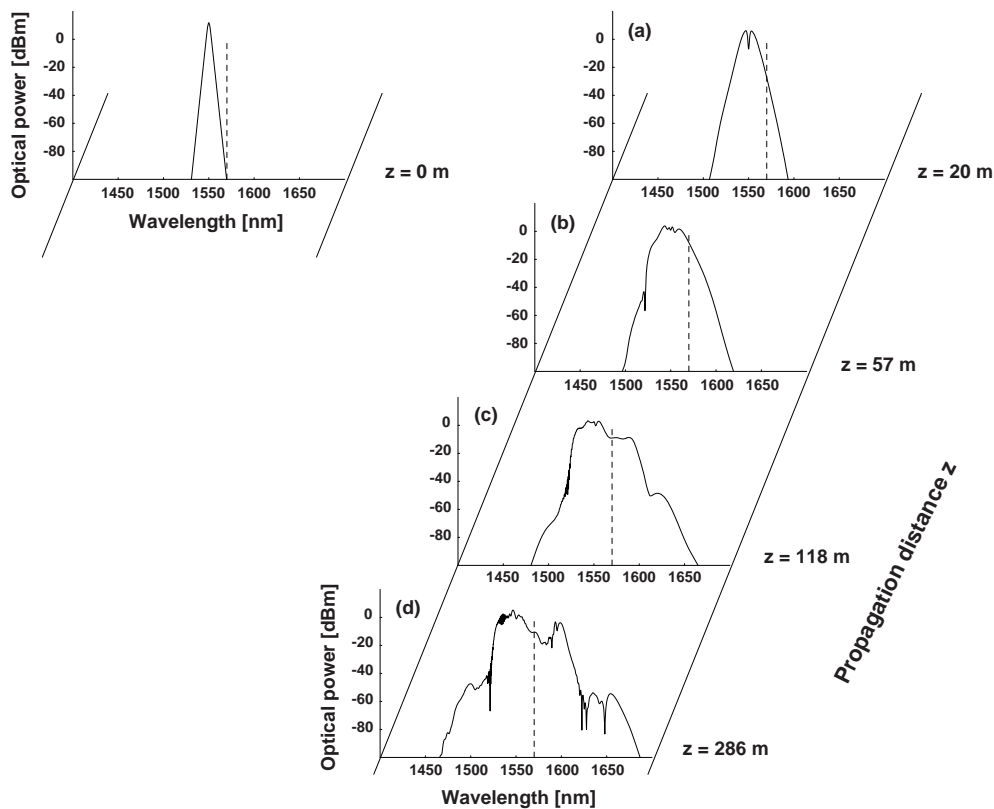 Optical power [dBm]
0
-20
-40
-60
-80
1450 1500 1550 1600 1650
Wavelength [nm]
z = 0 m
(a)
0
-20
-40
-60
-80
1450 1500 1550 1600 1650
z = 20 m
(b)
0
-20
-40
-60
-80
1450 1500 1550 1600 1650
z = 57 m
(c)
0
-20
-40
-60
-80
1450 1500 1550 1600 1650
z = 118 m
(d)
Optical power [dBm]
0
-20
-40
-60
-80
1450 1500 1550 1600 1650
Wavelength [nm]
z = 286 m
Propagation distance z